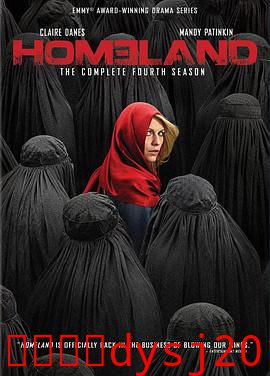 EMMY® AWARD-WINNING DRAMA SERIES
CLAIRE DANES MANDY PATINKIN
HOMELAND
THE COMPLETE FOURTH SEASON
dysj20
"HOMELAND IS OFFICIALLY BACK IN THE BUSINESS OF BLOWING OUR MINDS."